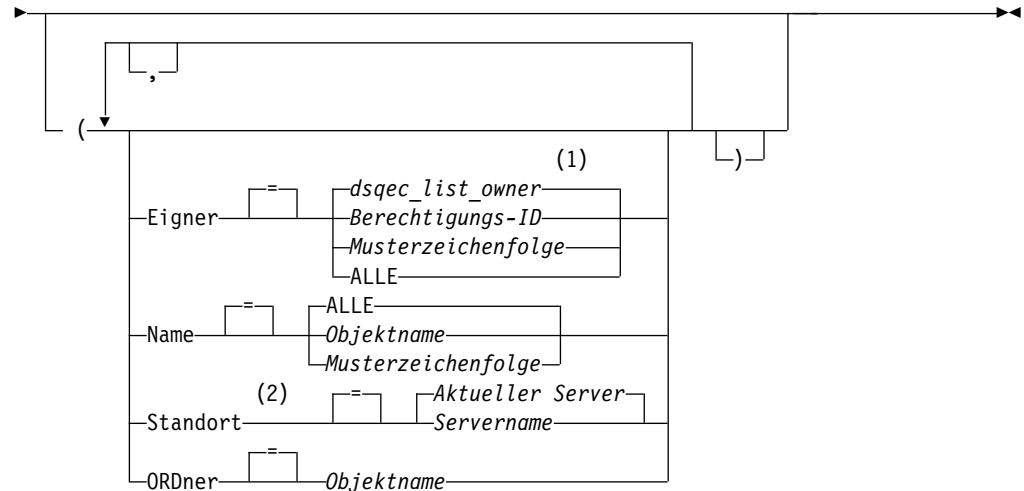 ,
(
)
(1)
Eigner = dsqec_list_owner
Berechtigungs-ID
Musterzeichenfolge
ALLE
Name = ALLE
Objektname
Musterzeichenfolge
(2)
Standort = Aktueller Server
Servername
ORDner = Objektname